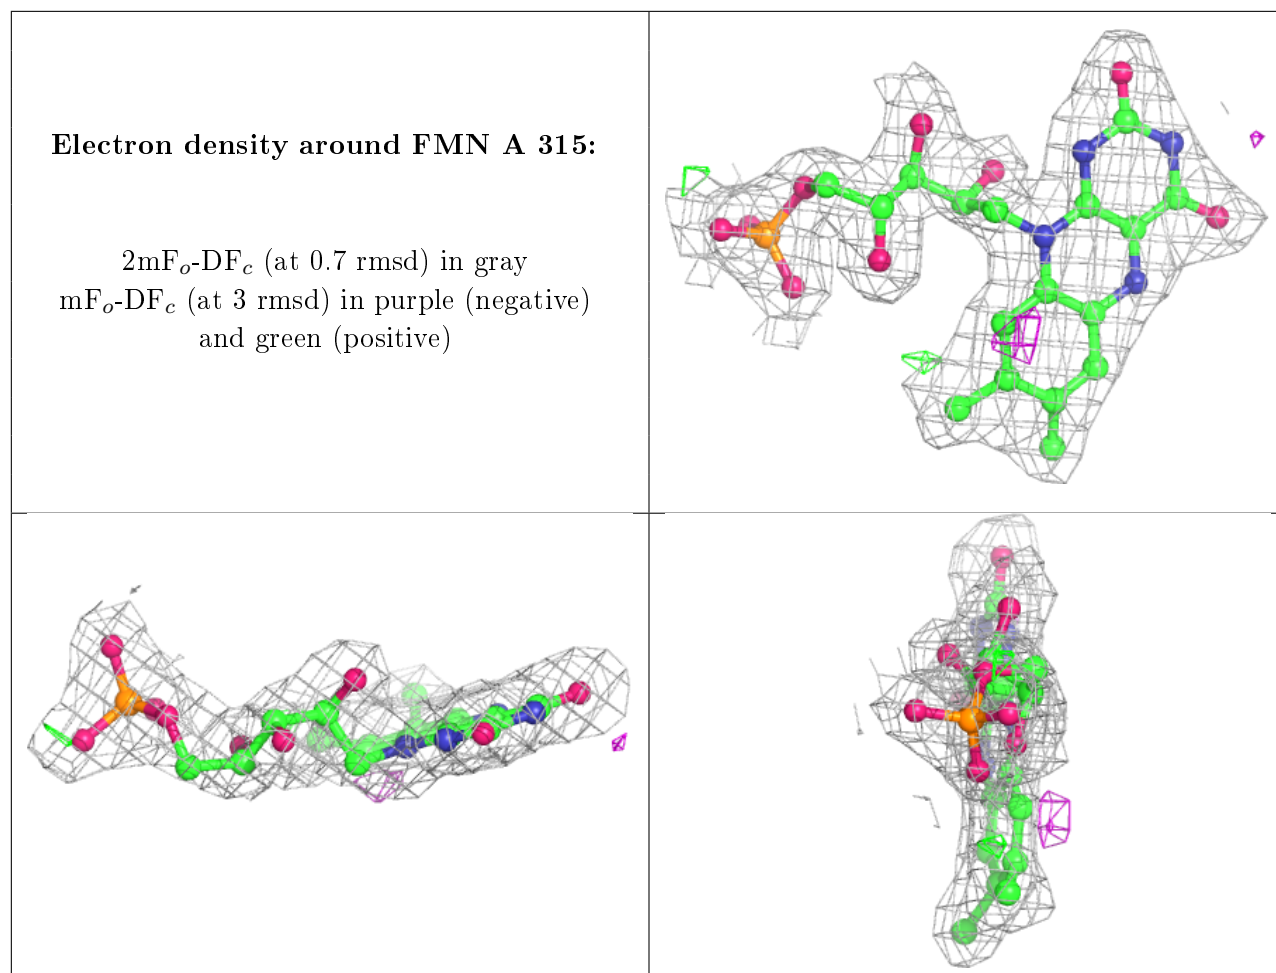 Electron density around FMN A 315:
2mFo-DFc (at 0.7 rmsd) in gray
mFo-DFc (at 3 rmsd) in purple (negative)
and green (positive)